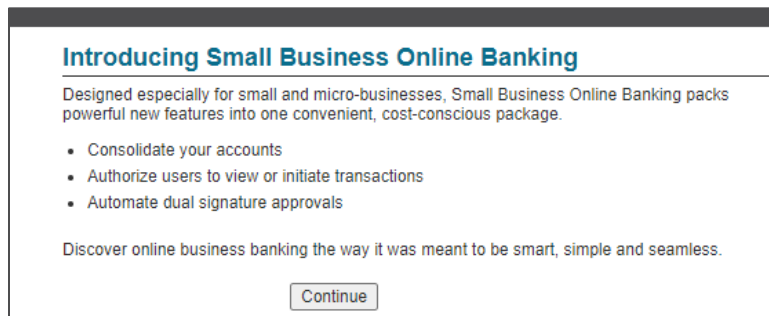 Introducing Small Business Online Banking
Designed especially for small and micro-businesses, Small Business Online Banking packs
powerful new features into one convenient, cost-conscious package.
• Consolidate your accounts
• Authorize users to view or initiate transactions
• Automate dual signature approvals
Discover online business banking the way it was meant to be smart, simple and seamless.
Continue